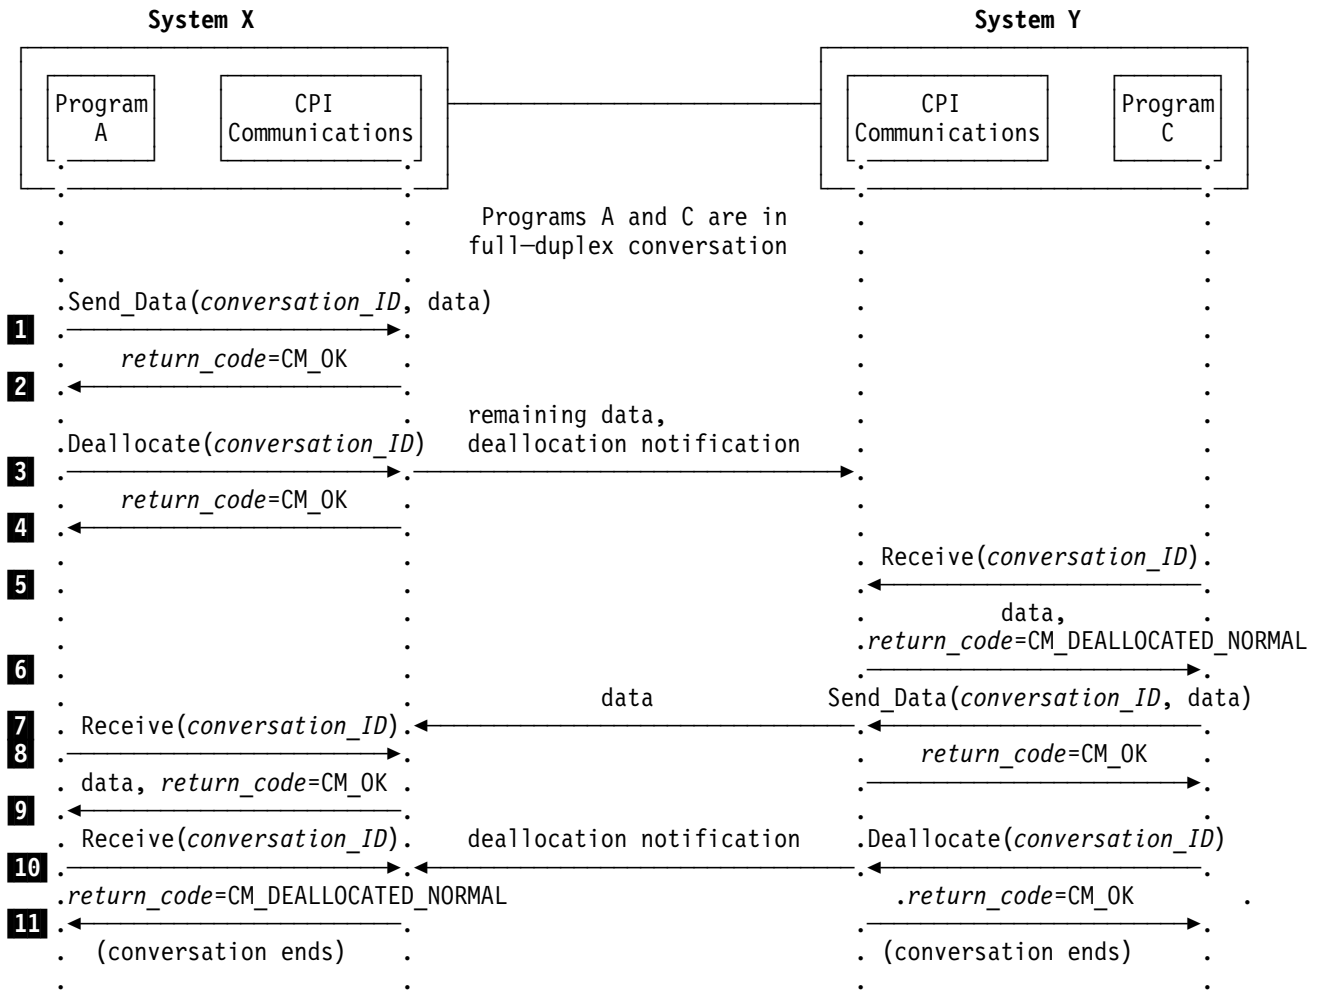 System X System Y
Program CPI CPI Program
A Communications Communications C
Programs A and C are in
full—duplex conversation
Send_Data(conversation_ID, data)
1
return_code=CM_OK
2
remaining data,
Deallocate(conversation_ID) deallocation notification
3
return_code=CM_OK
4
Receive(conversation_ID)
5
data,
return_code=CM_DEALLOCATED_NORMAL
6
data Send_Data(conversation_ID, data)
7 Receive(conversation_ID)
8 return_code=CM_OK
data, return_code=CM_OK
9
Receive(conversation_ID) deallocation notification Deallocate(conversation_ID)
10
return_code=CM_DEALLOCATED_NORMAL return_code=CM_OK
11
(conversation ends) (conversation ends)